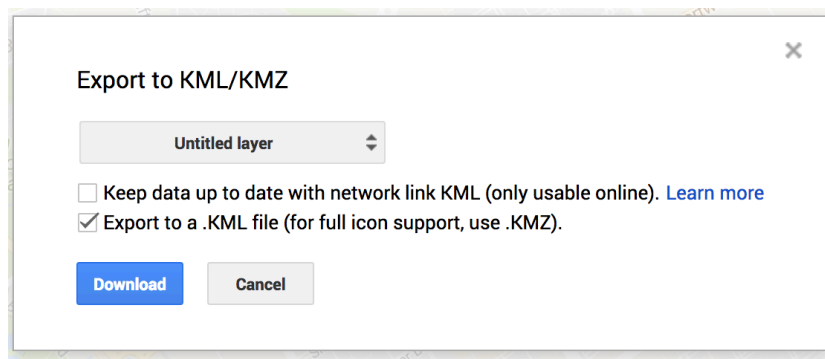 Export to KML/KMZ
Untitled layer
Keep data up to date with network link KML (only usable online). Learn more
Export to a .KML file (for full icon support, use .KMZ).
Download Cancel